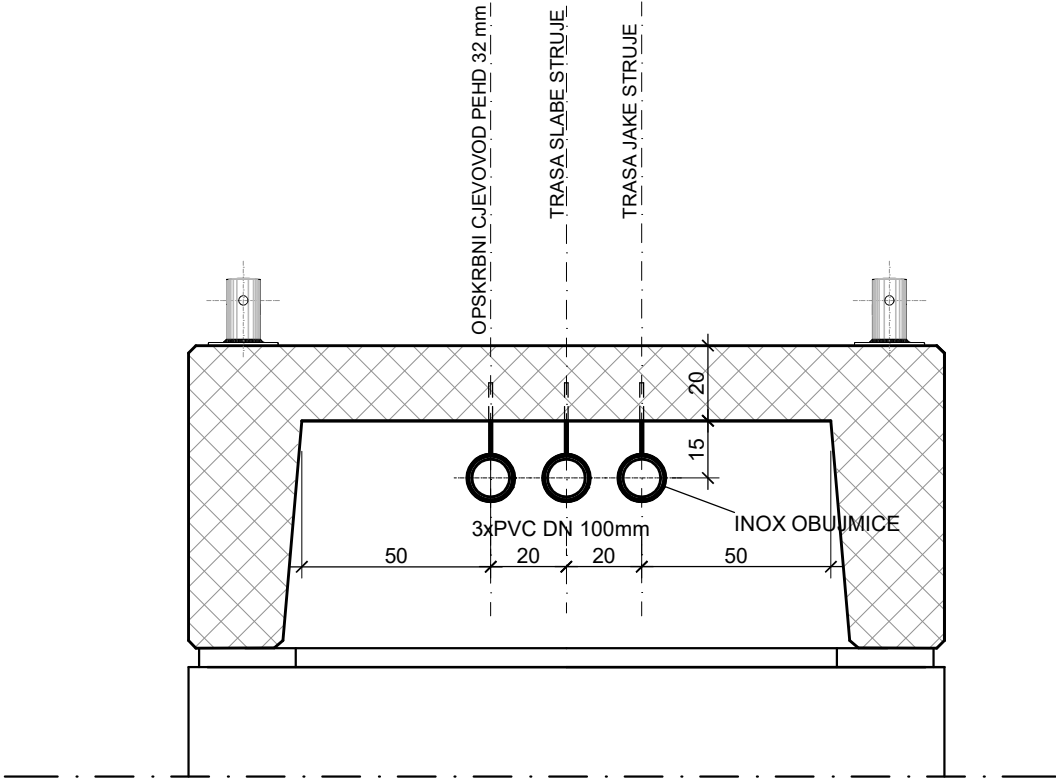 OPSKRBNI CJEVOVOD PEHD 32 mm
TRASA SLABE STRUJE
TRASA JAKE STRUJE
20
15
3xPVC DN 100mm
INOX OBUJMICE
50
20
20
50